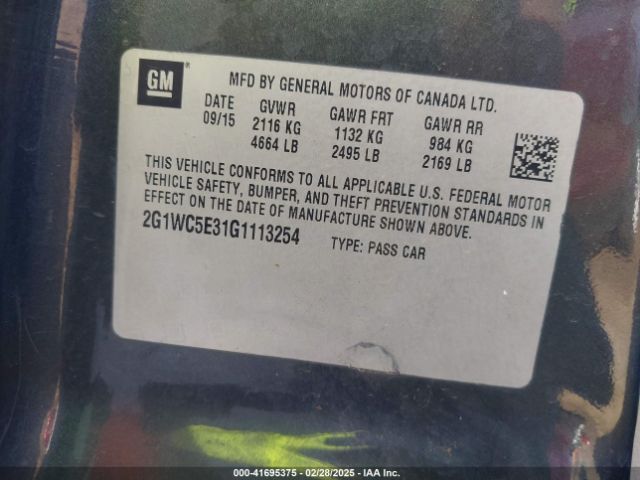 GM
MFD BY GENERAL MOTORS OF CANADA LTD.
DATE GVWR GAWR FRT GAWR RR
09/15 2116 KG 1132 KG 984 KG
4664 LB 2495 LB 2169 LB
THIS VEHICLE CONFORMS TO ALL APPLICABLE U.S. FEDERAL MOTOR
VEHICLE SAFETY, BUMPER, AND THEFT PREVENTION STANDARDS IN
EFFECT ON THE DATE OF MANUFACTURE SHOWN ABOVE.
2G1WC5E31G1113254 TYPE: PASS CAR
000-41695375 - 02/28/2025 - IAA Inc.